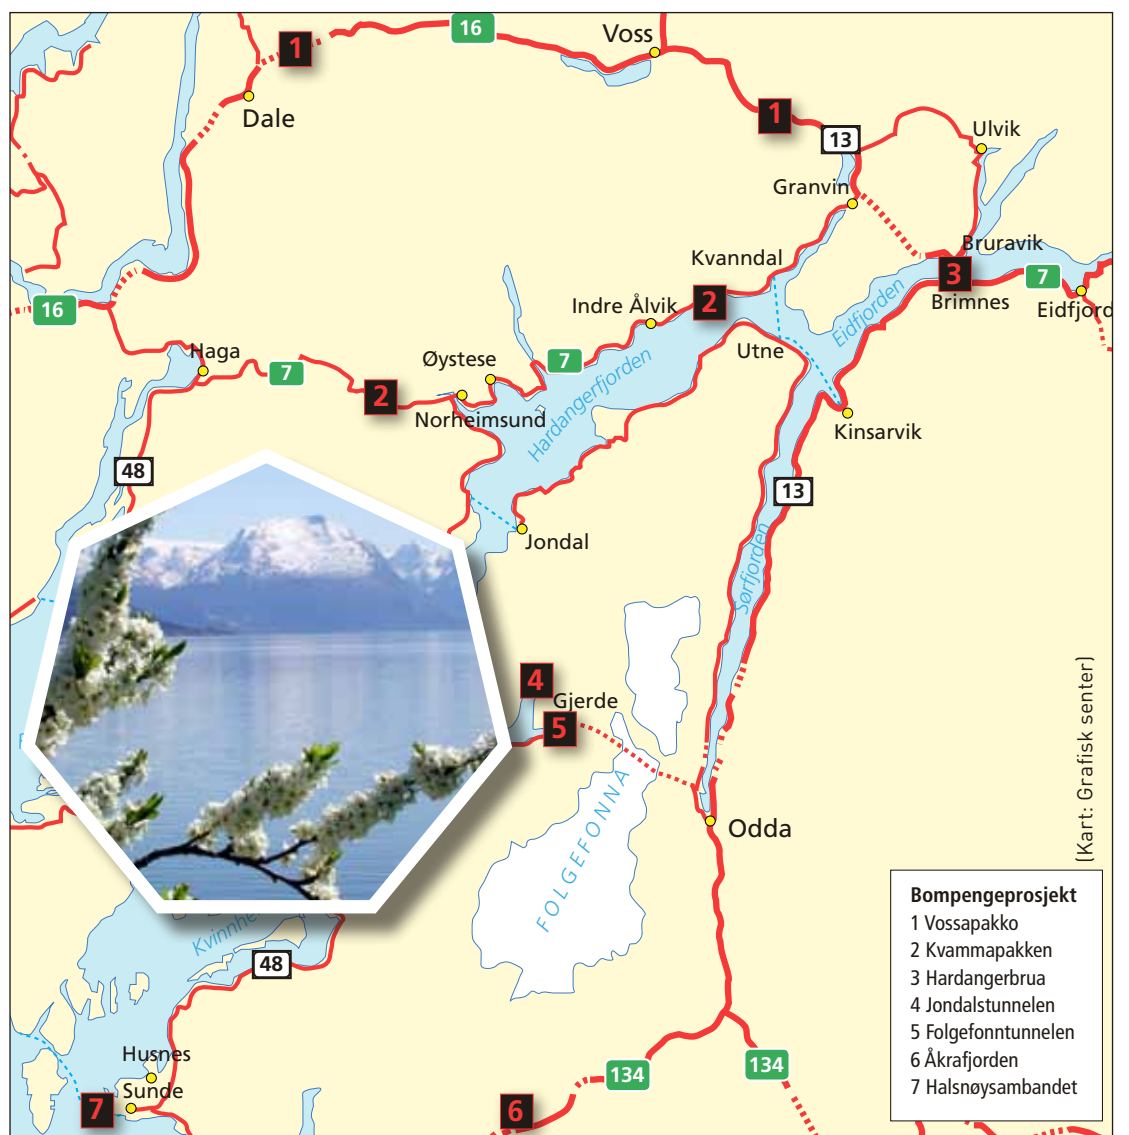 16
Voss
1
Dale
1
13
Ulvik
Granvin
Bruravik
Kvanndal
3
7
Brimnes
Eidfjord
Eidfjorden
16
Indre Ålvik
2
Utne
Haga
7
Øystese
7
2
Norheimsund
Hardangerfjorden
Kinsarvik
48
13
Jondal
Sørfjorden
4
Gjerde
5
FOLGEFONNA
Odda
(Kart: Grafisk senter)
48
Husnes
Sunde
7
134
134
6
Bompengeprosjekt
1 Vossapakko
2 Kvammapakken
3 Hardangerbrua
4 Jondalstunnelen
5 Folgefonntunnelen
6 Åkrafjorden
7 Halsnøysambandet